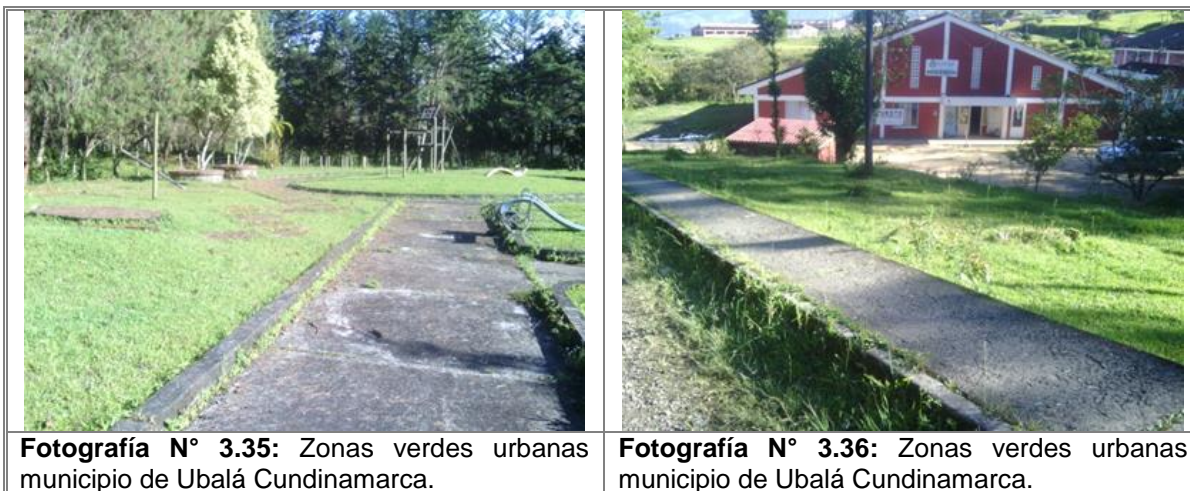 Fotografía N° 3.35: Zonas verdes urbanas
municipio de Ubalá Cundinamarca.
Fotografía N° 3.36: Zonas verdes urbanas
municipio de Ubalá Cundinamarca.